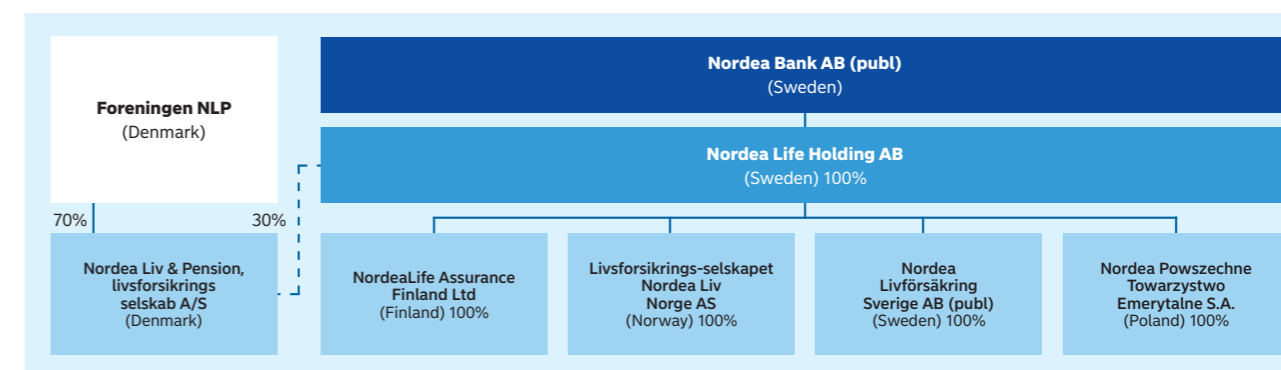 Foreningen NLP
(Denmark)
70%
30%
Nordea Liv & Pension,
livsforsikrings
selskab A/S
(Denmark)
Nordea Bank AB (publ)
(Sweden)
Nordea Life Holding AB
(Sweden) 100%
NordeaLife Assurance
Finland Ltd
(Finland) 100%
Livsforsikrings-selskapet
Nordea Liv
Norge AS
(Norway) 100%
Nordea
Livförsäkring
Sverige AB (publ)
(Sweden) 100%
Nordea Powszechne
Towarzystwo
Emerytalne S.A.
(Poland) 100%